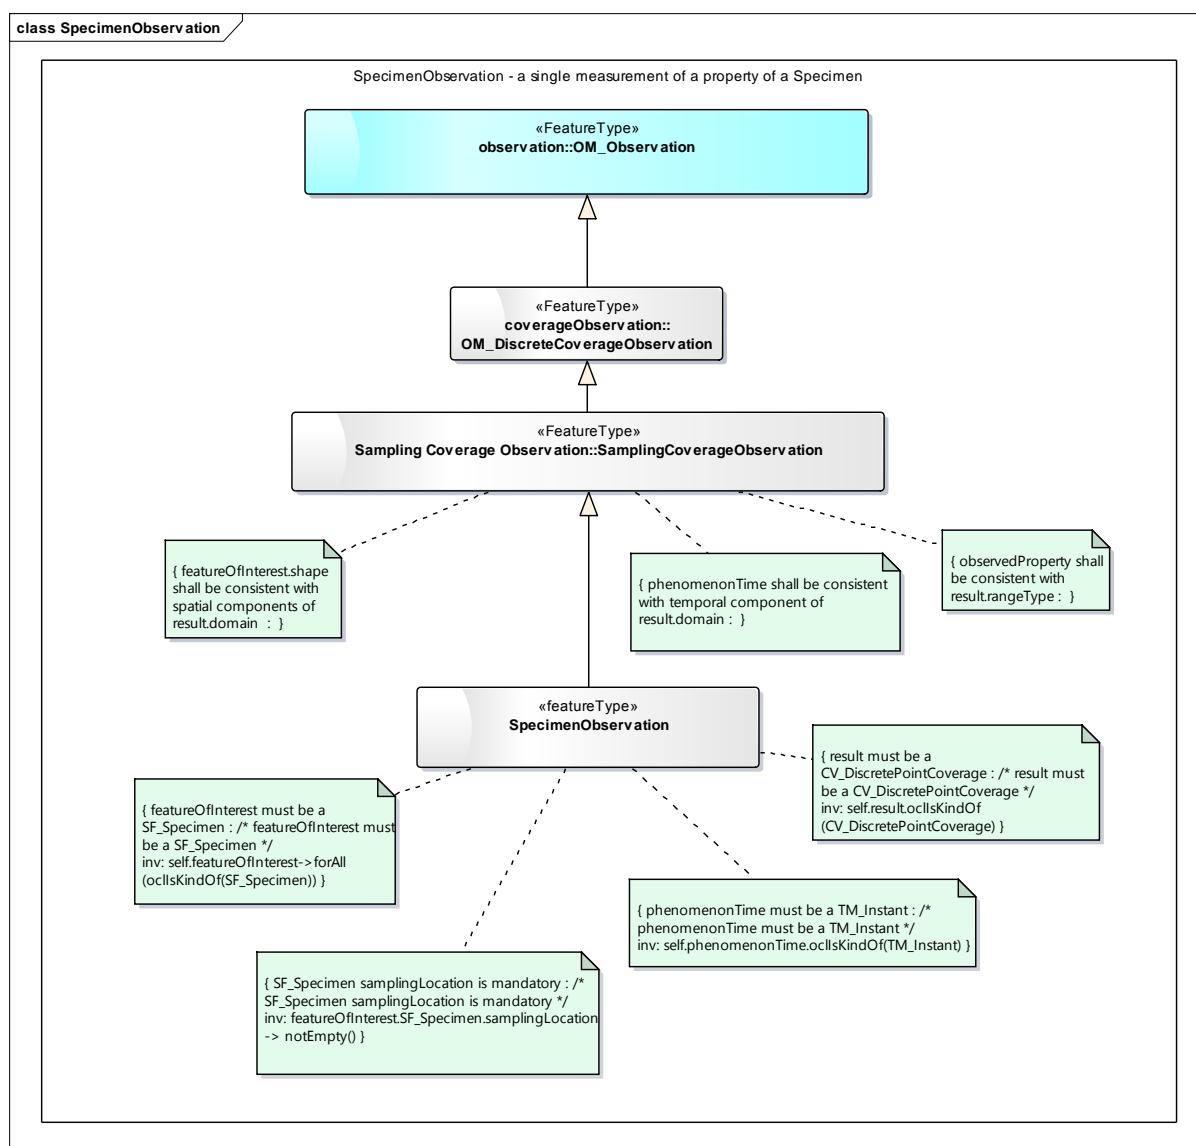 class SpecimenObservation
SpecimenObservation - a single measurement of a property of a Specimen
«FeatureType»
observation::OM_Observation
«FeatureType»
coverageObservation::
OM_DiscreteCoverageObservation
«FeatureType»
Sampling Coverage Observation::SamplingCoverageObservation
{ featureOfInterest.shape
shall be consistent with
spatial components of
result.domain : }
{ phenomenonTime shall be consistent
with temporal component of
result.domain : }
{ observedProperty shall
be consistent with
result.rangeType : }
«featureType»
SpecimenObservation
{ result must be a
CV_DiscretePointCoverage : /* result must
be a CV_DiscretePointCoverage */
inv: self.result.oclIsKindOf
(CV_DiscretePointCoverage) }
{ featureOfInterest must be a
SF_Specimen : /* featureOfInterest must
be a SF_Specimen */
inv: self.featureOfInterest->forAll
(oclIsKindOf(SF_Specimen)) }
{ phenomenonTime must be a TM_Instant : /*
phenomenonTime must be a TM_Instant */
inv: self.phenomenonTime.oclIsKindOf(TM_Instant) }
{ SF_Specimen samplingLocation is mandatory : /*
SF_Specimen samplingLocation is mandatory */
inv: featureOfInterest.SF_Specimen.samplingLocation
-> notEmpty() }